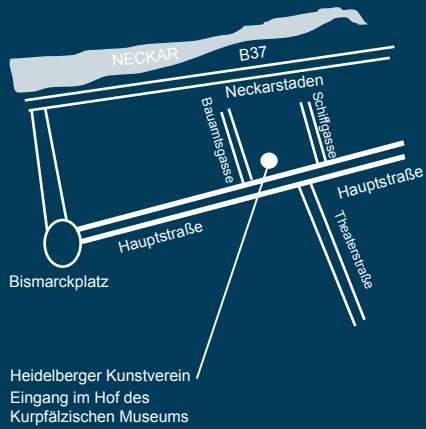 NECKAR
B37
Neckarstaden
Bauamtsgasse
Schiffgasse
Hauptstraße
Hauptstraße
Theaterstraße
Bismarckplatz
Heidelberger Kunstverein
Eingang im Hof des
Kurpfälzischen Museums